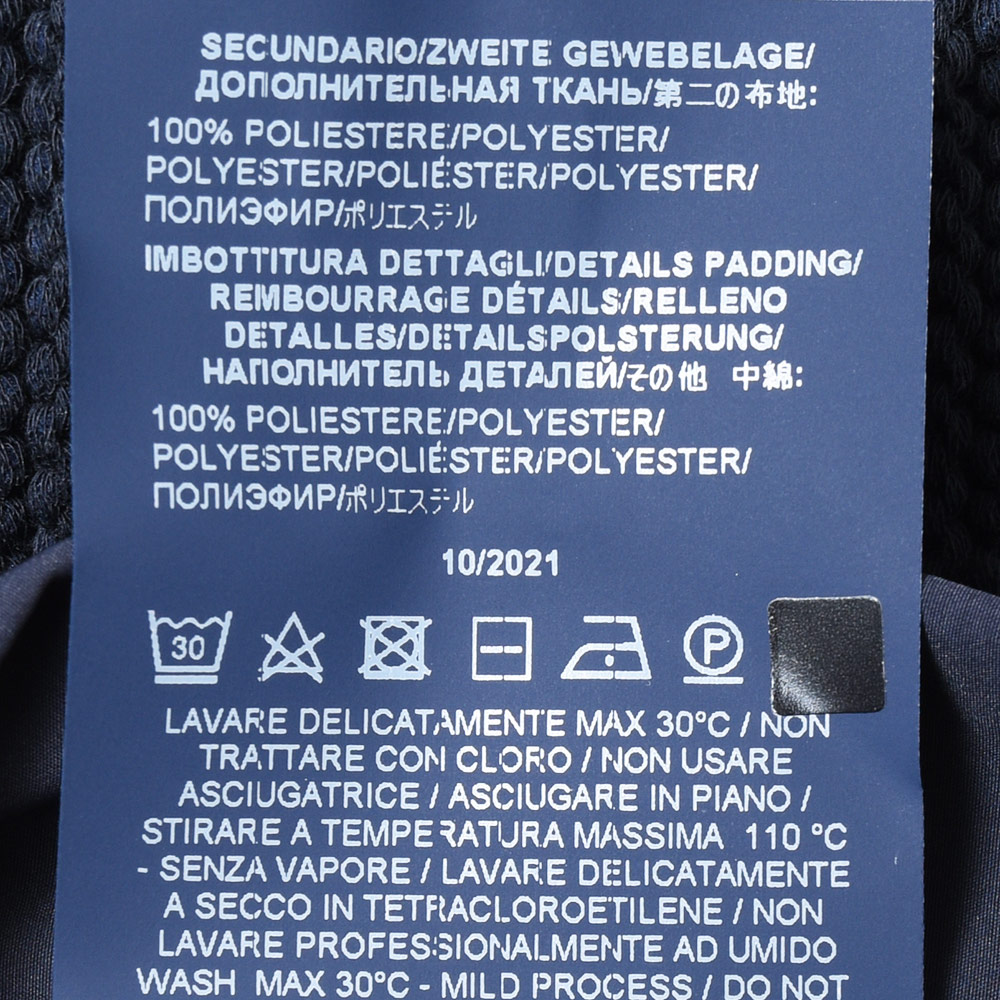 SECUNDARIO/ZWEITE GEWEBELAGE/
ДОПОЛНИТЕЛЬНАЯ ТКАНЬ/第二の布地:
100% POLIESTERE/POLYESTER/
POLYESTER/POLIÉSTER/POLYESTER/
ПОЛИЭФИР/ポリエステル
IMBOTTITURA DETTAGLI/DETAILS PADDING/
REMBOURRAGE DÉTAILS/RELLENO
DETALLES/DETAILSPOLSTERUNG/
НАПОЛНИТЕЛЬ ДЕТАЛЕЙ/その他 中綿:
100% POLIESTERE/POLYESTER/
POLYESTER/POLIÉSTER/POLYESTER/
ПОЛИЭФИР/ポリエステル
10/2021
30 P
LAVARE DELICATAMENTE MAX 30°C / NON
TRATTARE CON CLORO / NON USARE
ASCIUGATRICE / ASCIUGARE IN PIANO /
STIRARE A TEMPERATURA MASSIMA 110 °C
- SENZA VAPORE / LAVARE DELICATAMENTE
A SECCO IN TETRACLOROETILENE / NON
LAVARE PROFESSIONALMENTE AD UMIDO
WASH MAX 30°C - MILD PROCESS / DO NOT